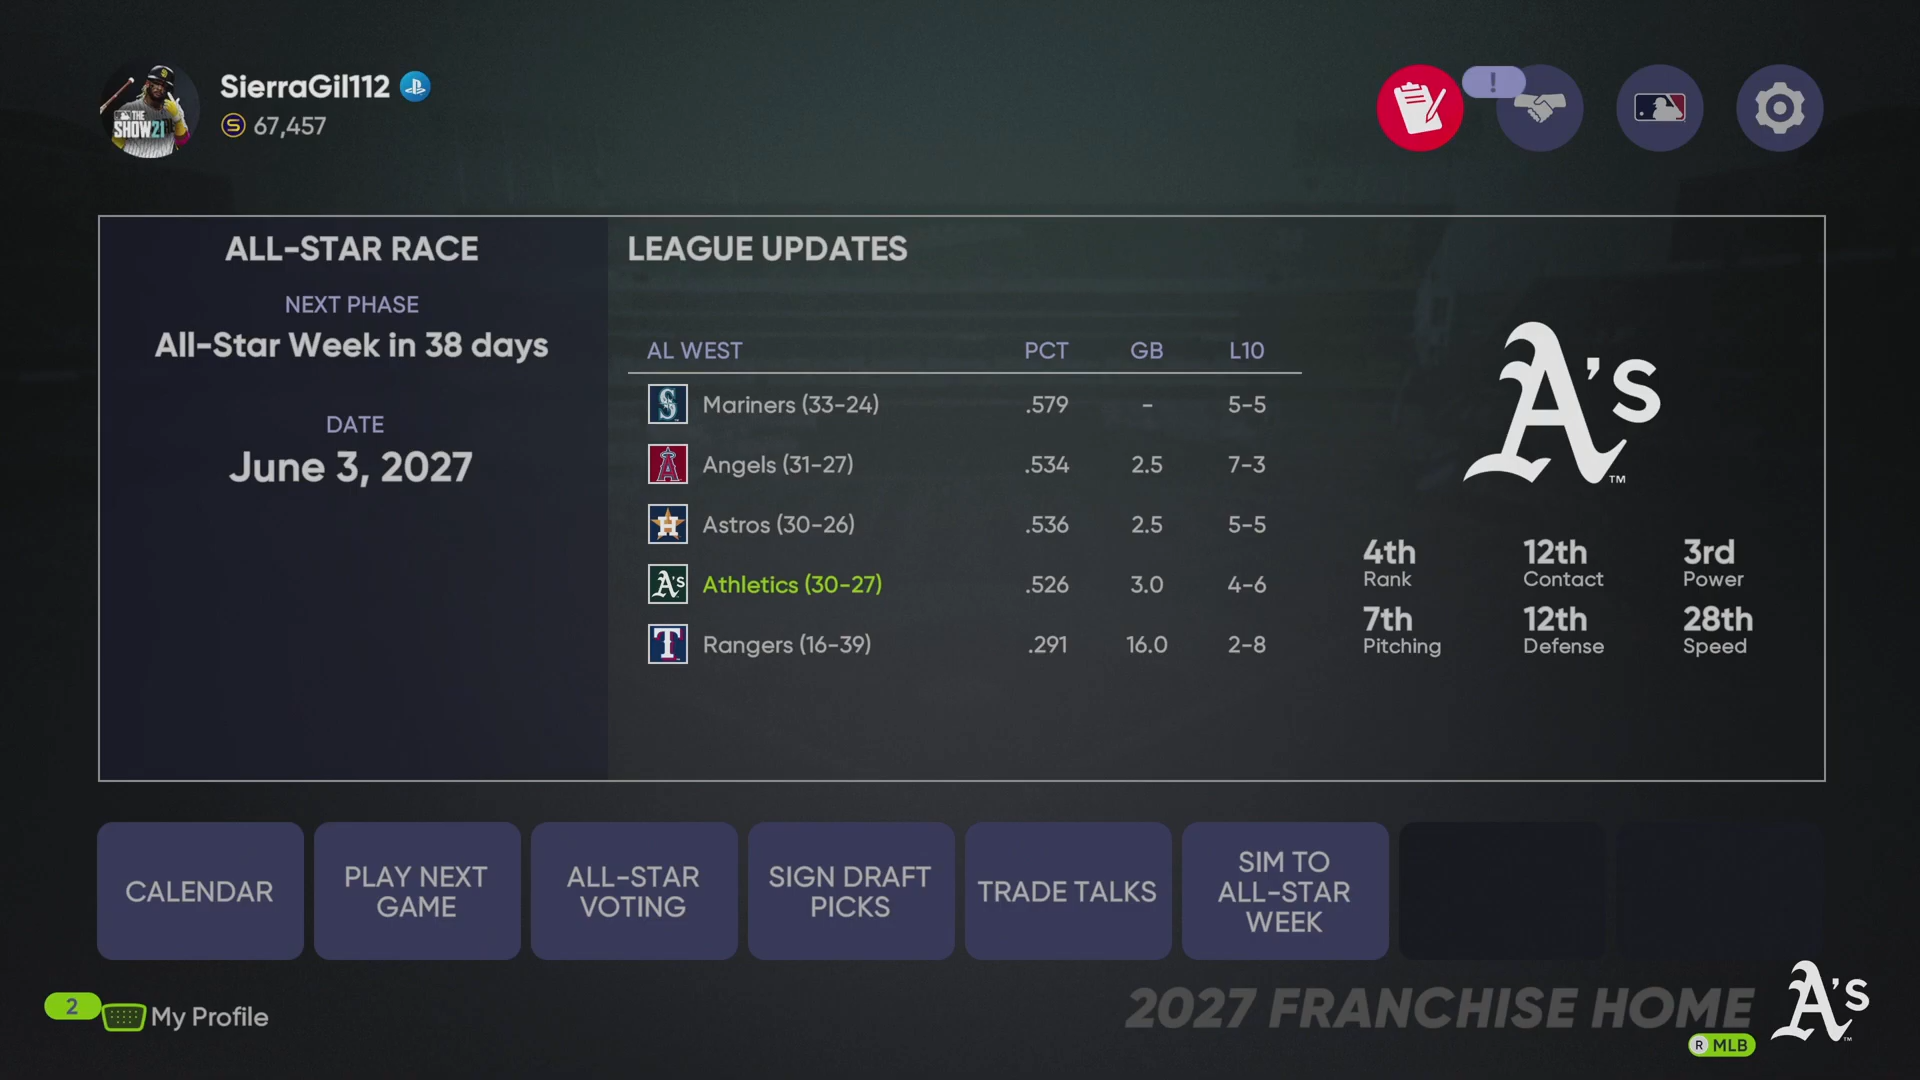 SierraGil112
67,457
THE
SHOW21
!
ALL-STAR RACE
NEXT PHASE
All-Star Week in 38 days
DATE
June 3, 2027
LEAGUE UPDATES
AL WEST PCT GB L10
Mariners (33-24) .579 - 5-5
Angels (31-27) .534 2.5 7-3
Astros (30-26) .536 2.5 5-5
Athletics (30-27) .526 3.0 4-6
Rangers (16-39) .291 16.0 2-8
A's™
4th 12th 3rd
Rank Contact Power
7th 12th 28th
Pitching Defense Speed
CALENDAR
PLAY NEXT
GAME
ALL-STAR
VOTING
SIGN DRAFT
PICKS
TRADE TALKS
SIM TO
ALL-STAR
WEEK
2 My Profile
2027 FRANCHISE HOME
A's™
R MLB